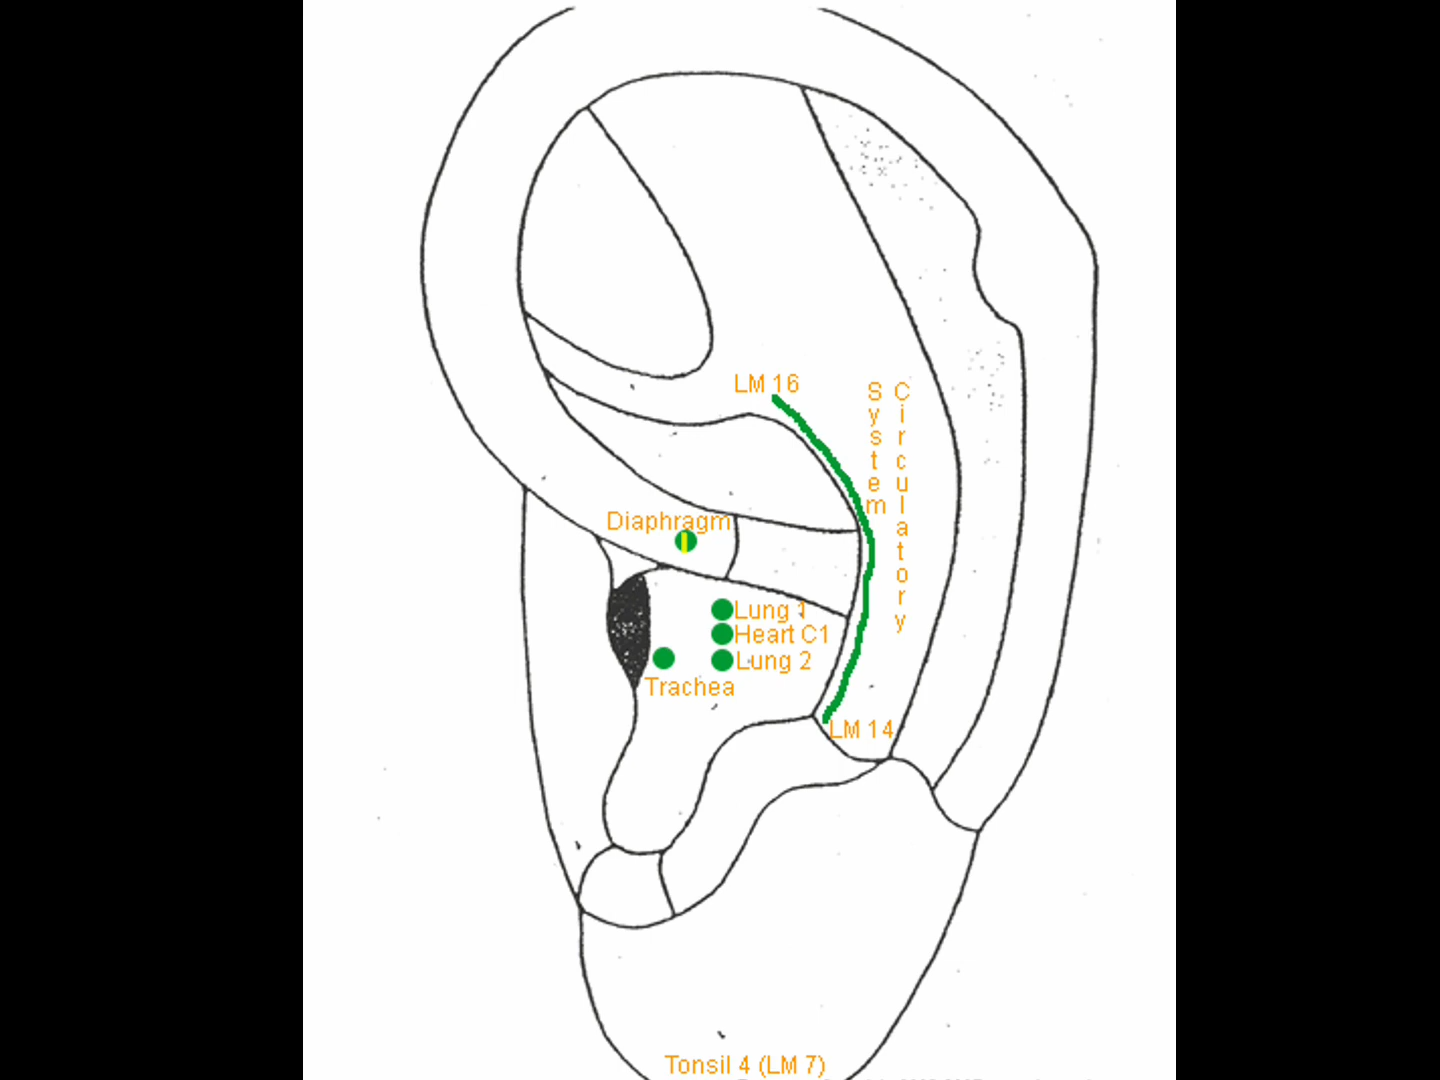 LM 16
System
Circulatory
Diaphragm
Lung 1
Heart C1
Lung 2
Trachea
LM 14
Tonsil 4 (LM 7)